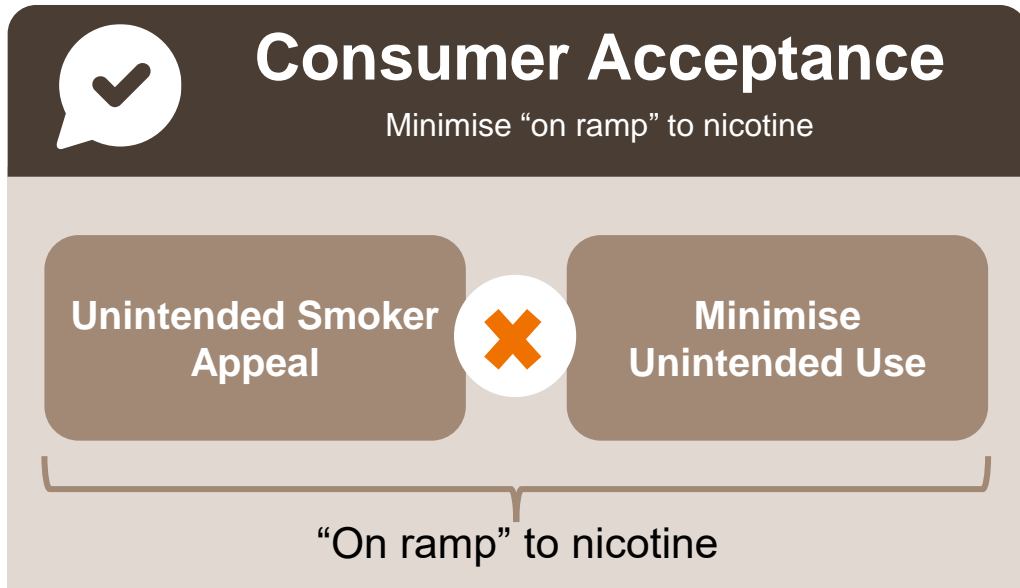 Consumer Acceptance
Minimise “on ramp” to nicotine
Unintended Smoker
Appeal
Minimise
Unintended Use
“On ramp” to nicotine